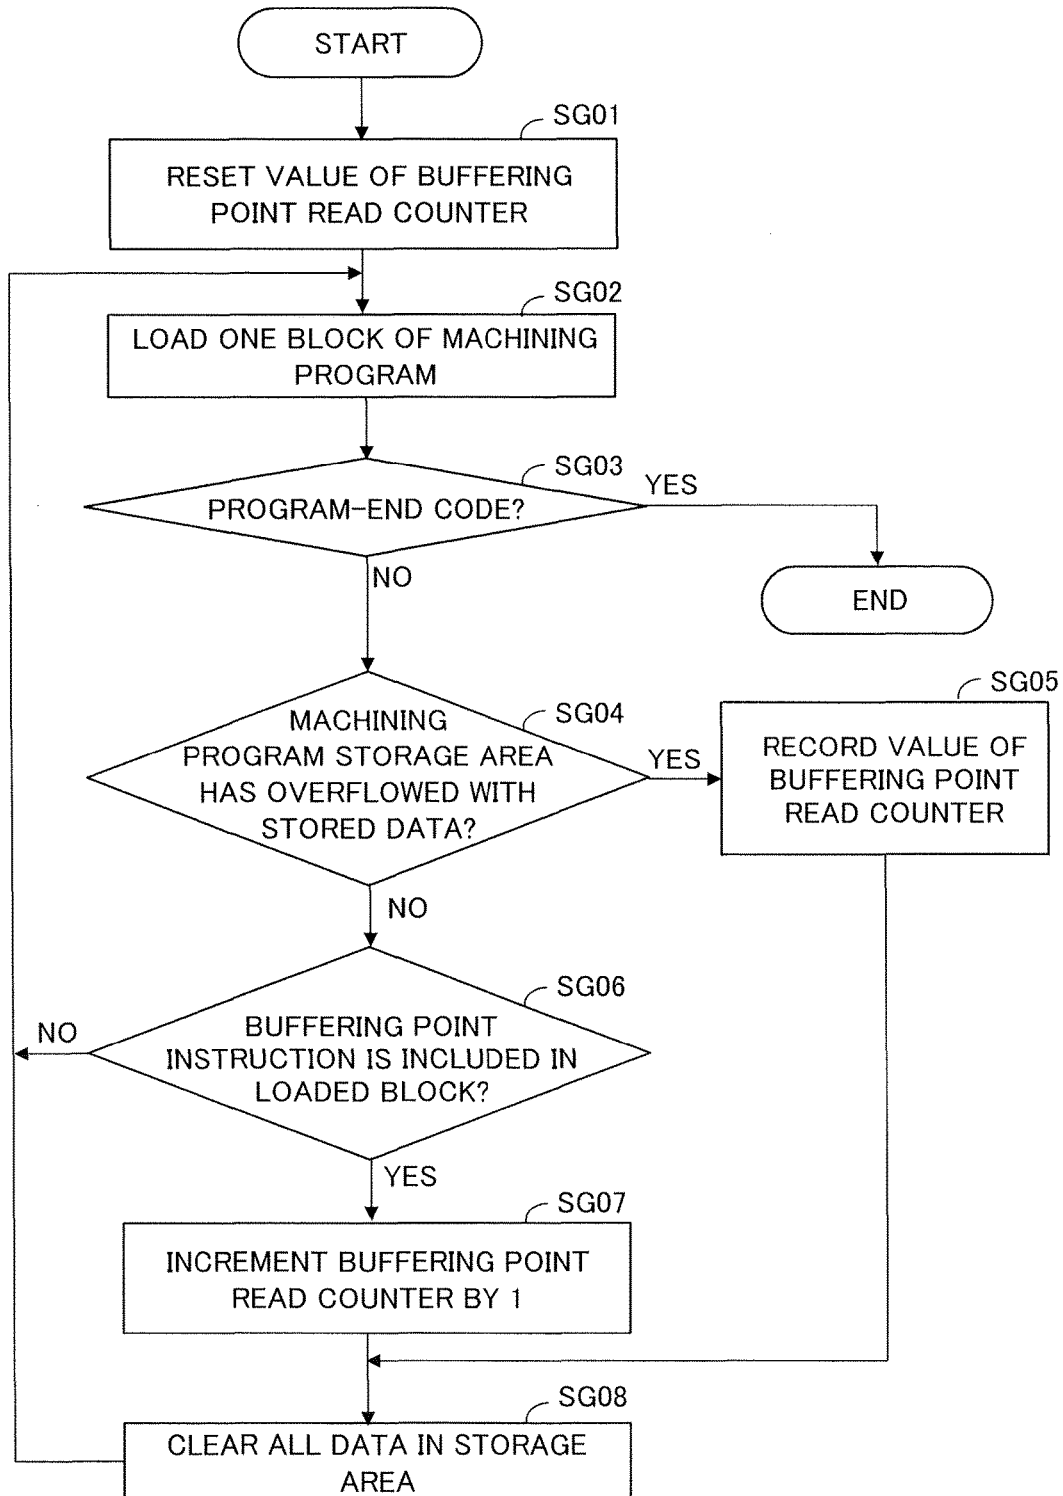 START
SG01
RESET VALUE OF BUFFERING
POINT READ COUNTER
SG02
LOAD ONE BLOCK OF MACHINING
PROGRAM
SG03
PROGRAM-END CODE?
YES
NO
END
SG04
MACHINING
PROGRAM STORAGE AREA
HAS OVERFLOWED WITH
STORED DATA?
YES
SG05
RECORD VALUE OF
BUFFERING POINT
READ COUNTER
NO
SG06
BUFFERING POINT
INSTRUCTION IS INCLUDED IN
LOADED BLOCK?
NO
YES
SG07
INCREMENT BUFFERING POINT
READ COUNTER BY 1
SG08
CLEAR ALL DATA IN STORAGE
AREA